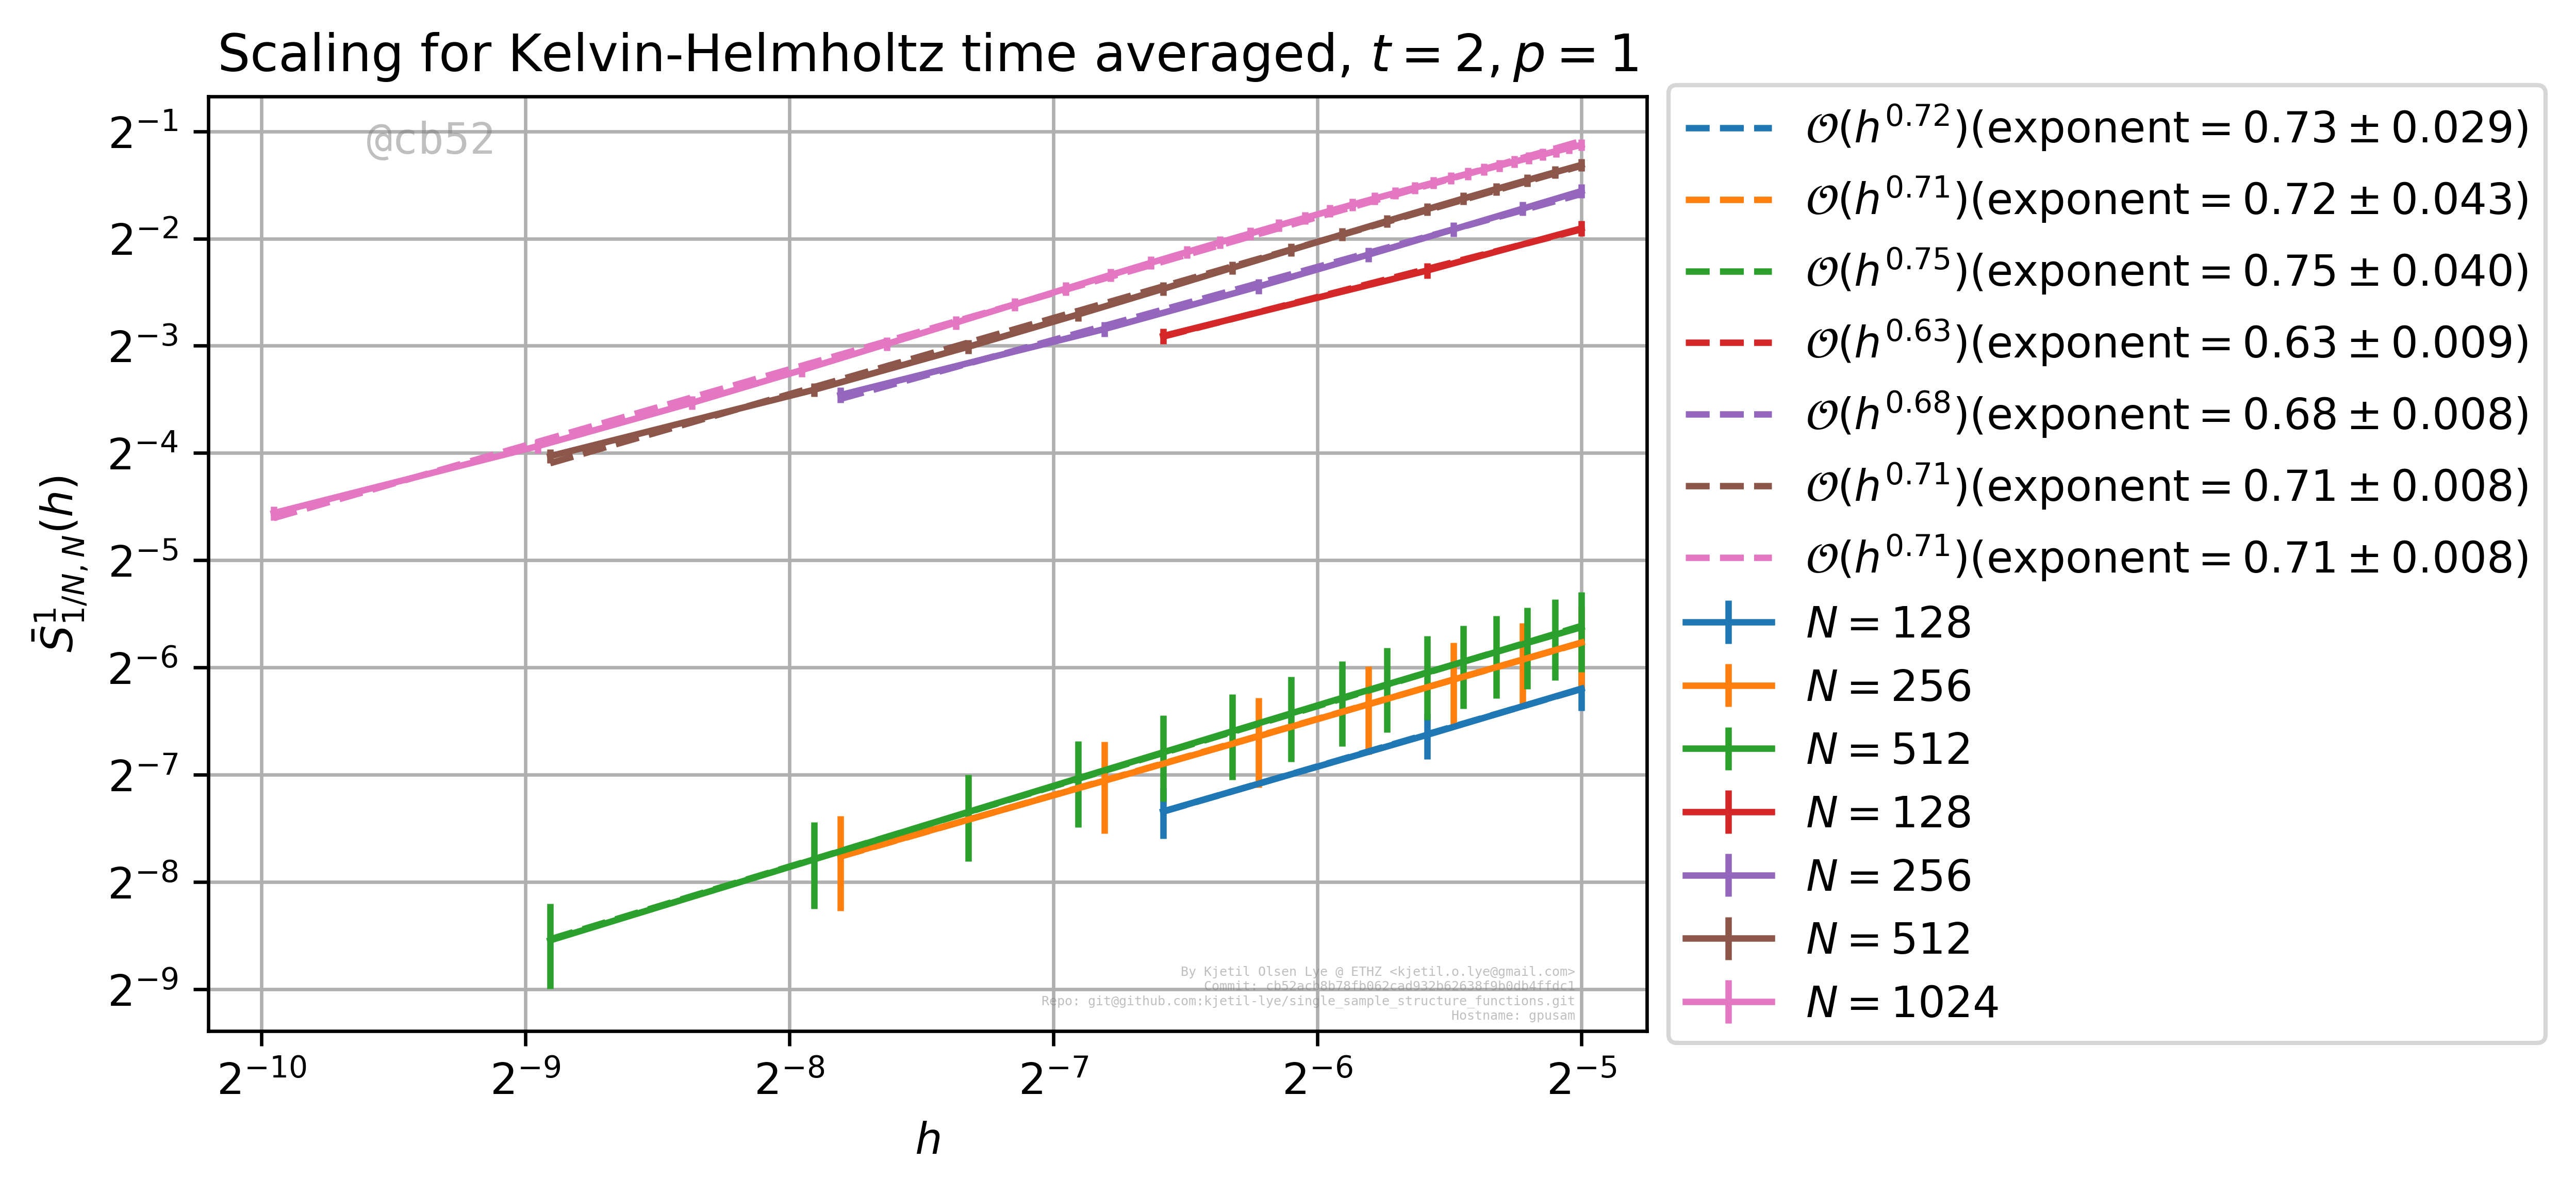 Scaling for Kelvin-Helmholtz time averaged, t = 2, p = 1
@cb52
2⁻¹
2⁻²
2⁻³
2⁻⁴
2⁻⁵
2⁻⁶
2⁻⁷
2⁻⁸
2⁻⁹
S̄¹₁/N, N(h)
2⁻¹⁰
2⁻⁹
2⁻⁸
2⁻⁷
2⁻⁶
2⁻⁵
h
By Kjetil Olsen Lye @ ETHZ <kjetil.o.lye@gmail.com>
Commit:
Repo: git@github.com:kjetil-lye/single_sample_structure_functions.git
Hostname: gpusam
𝒪(h^0.72)(exponent = 0.73 ± 0.029)
𝒪(h^0.71)(exponent = 0.72 ± 0.043)
𝒪(h^0.75)(exponent = 0.75 ± 0.040)
𝒪(h^0.63)(exponent = 0.63 ± 0.009)
𝒪(h^0.68)(exponent = 0.68 ± 0.008)
𝒪(h^0.71)(exponent = 0.71 ± 0.008)
𝒪(h^0.71)(exponent = 0.71 ± 0.008)
N = 128
N = 256
N = 512
N = 128
N = 256
N = 512
N = 1024